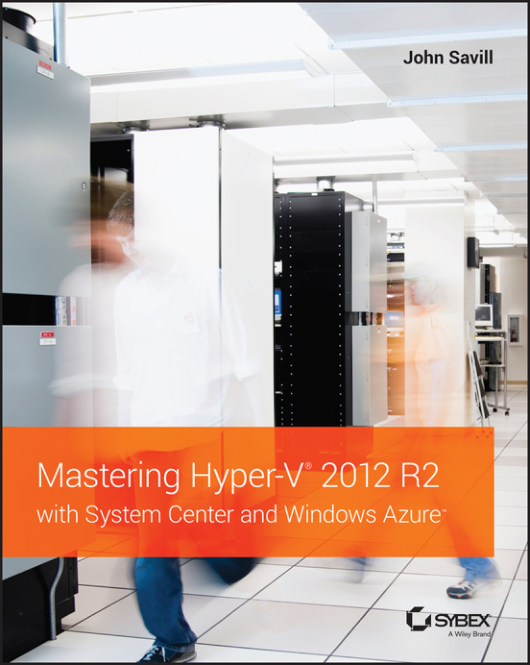 John Savill
Mastering Hyper-V® 2012 R2
with System Center and Windows Azure™
SYBEX
A Wiley Brand